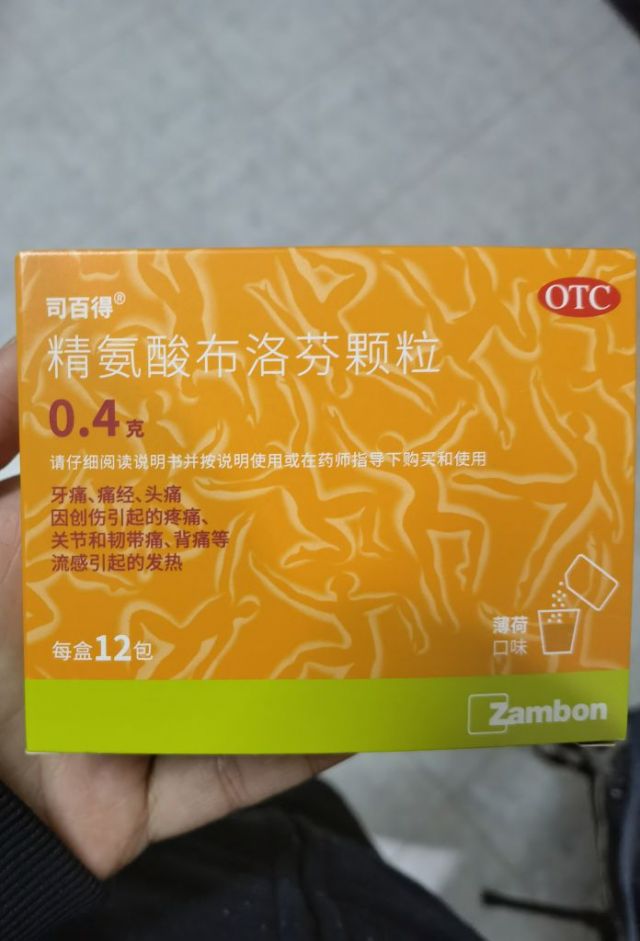 司百得®
OTC
精氨酸布洛芬颗粒
0.4克
请仔细阅读说明书并按说明使用或在药师指导下购买和使用
牙痛、痛经、头痛
因创伤引起的疼痛、
关节和韧带痛、背痛等
流感引起的发热
薄荷
口味
每盒12包
Zambon